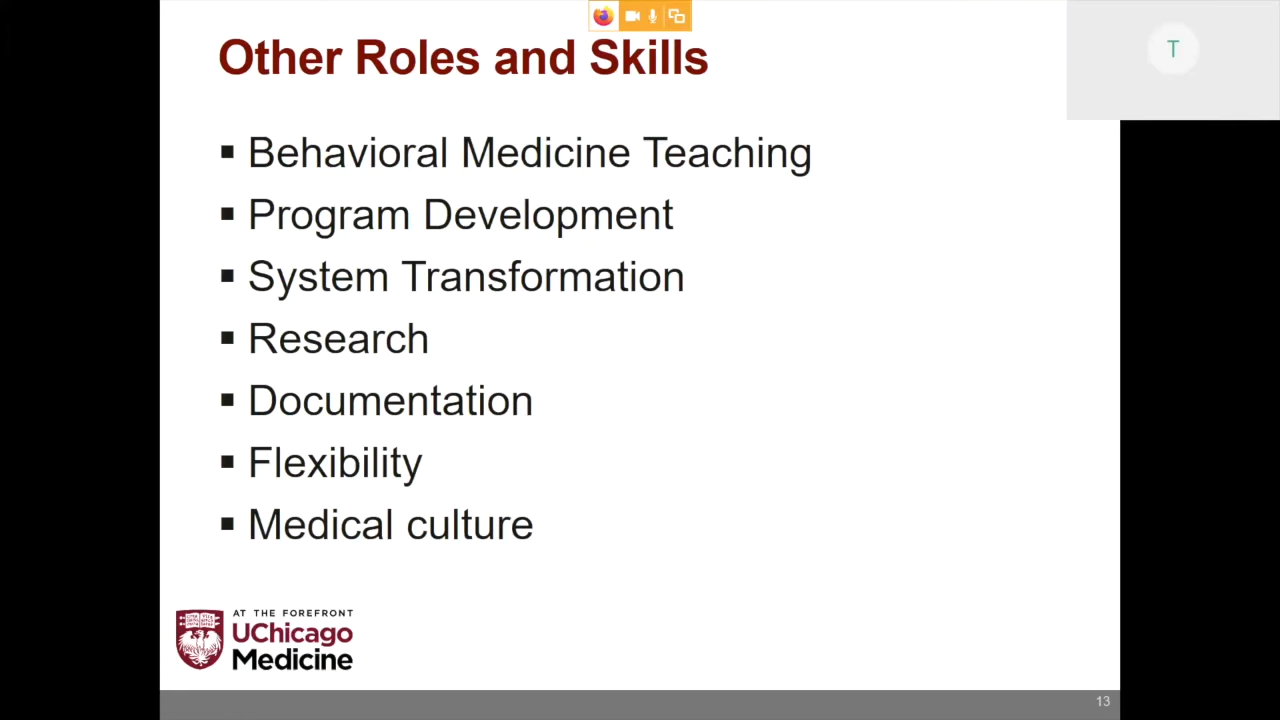 Other Roles and Skills
T
▪ Behavioral Medicine Teaching
▪ Program Development
▪ System Transformation
▪ Research
▪ Documentation
▪ Flexibility
▪ Medical culture
AT THE FOREFRONT
UChicago
Medicine
13